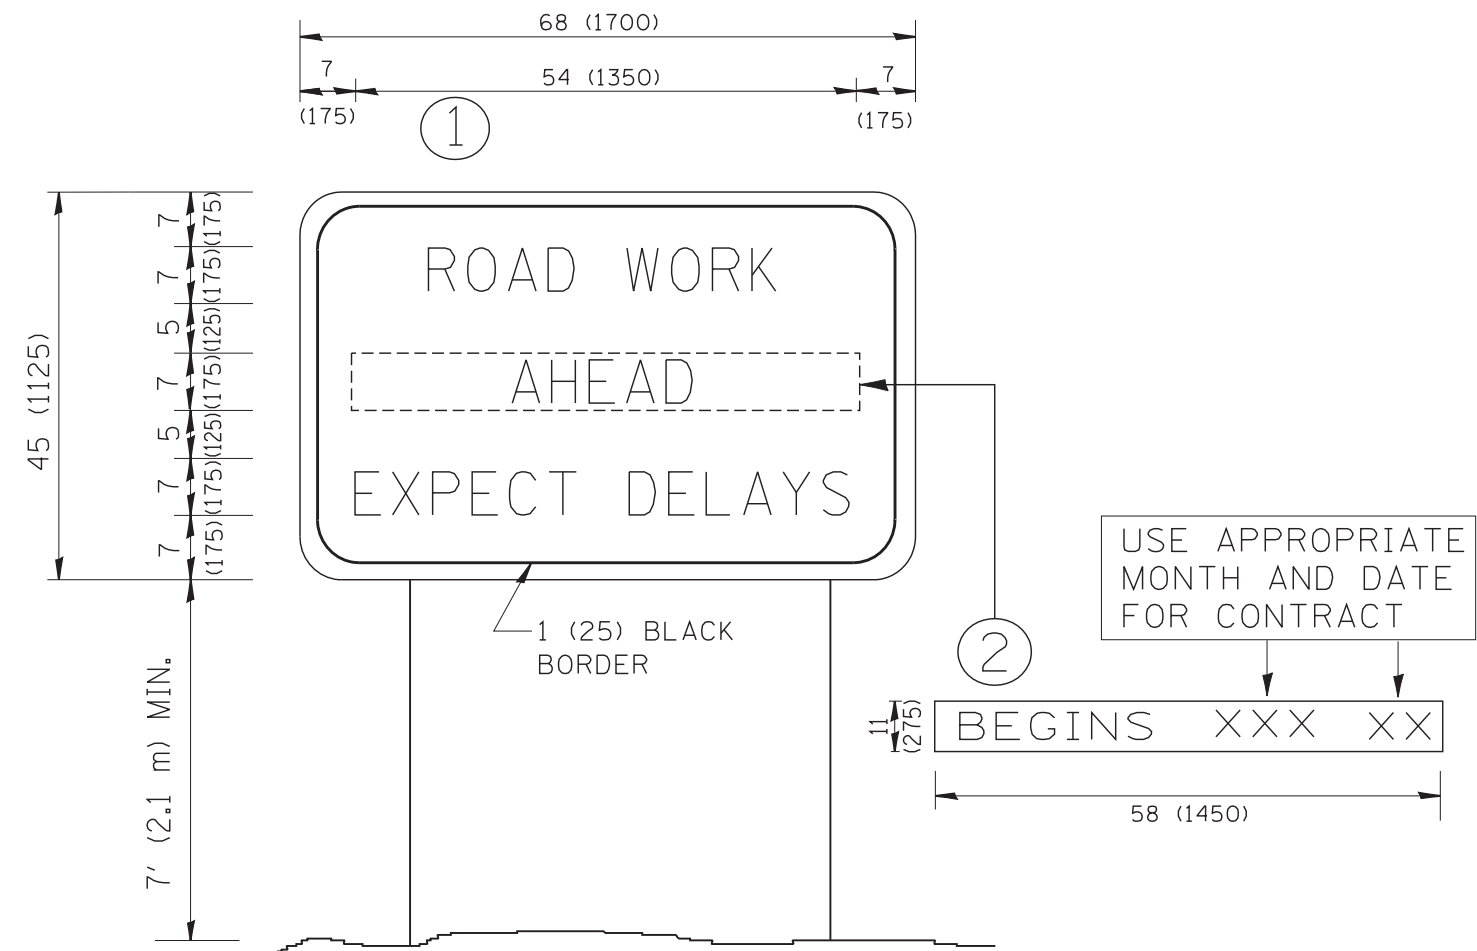 68 (1700)
7
54 (1350)
7
(175)
(175)
1
45 (1125)
7
(175)
7
(175)
5
(125)
7
(175)
5
(125)
7
(175)
7
(175)
ROAD WORK
AHEAD
EXPECT DELAYS
1 (25) BLACK
BORDER
7' (2.1 m) MIN.
2
USE APPROPRIATE
MONTH AND DATE
FOR CONTRACT
11
(275)
BEGINS XXX XX
58 (1450)